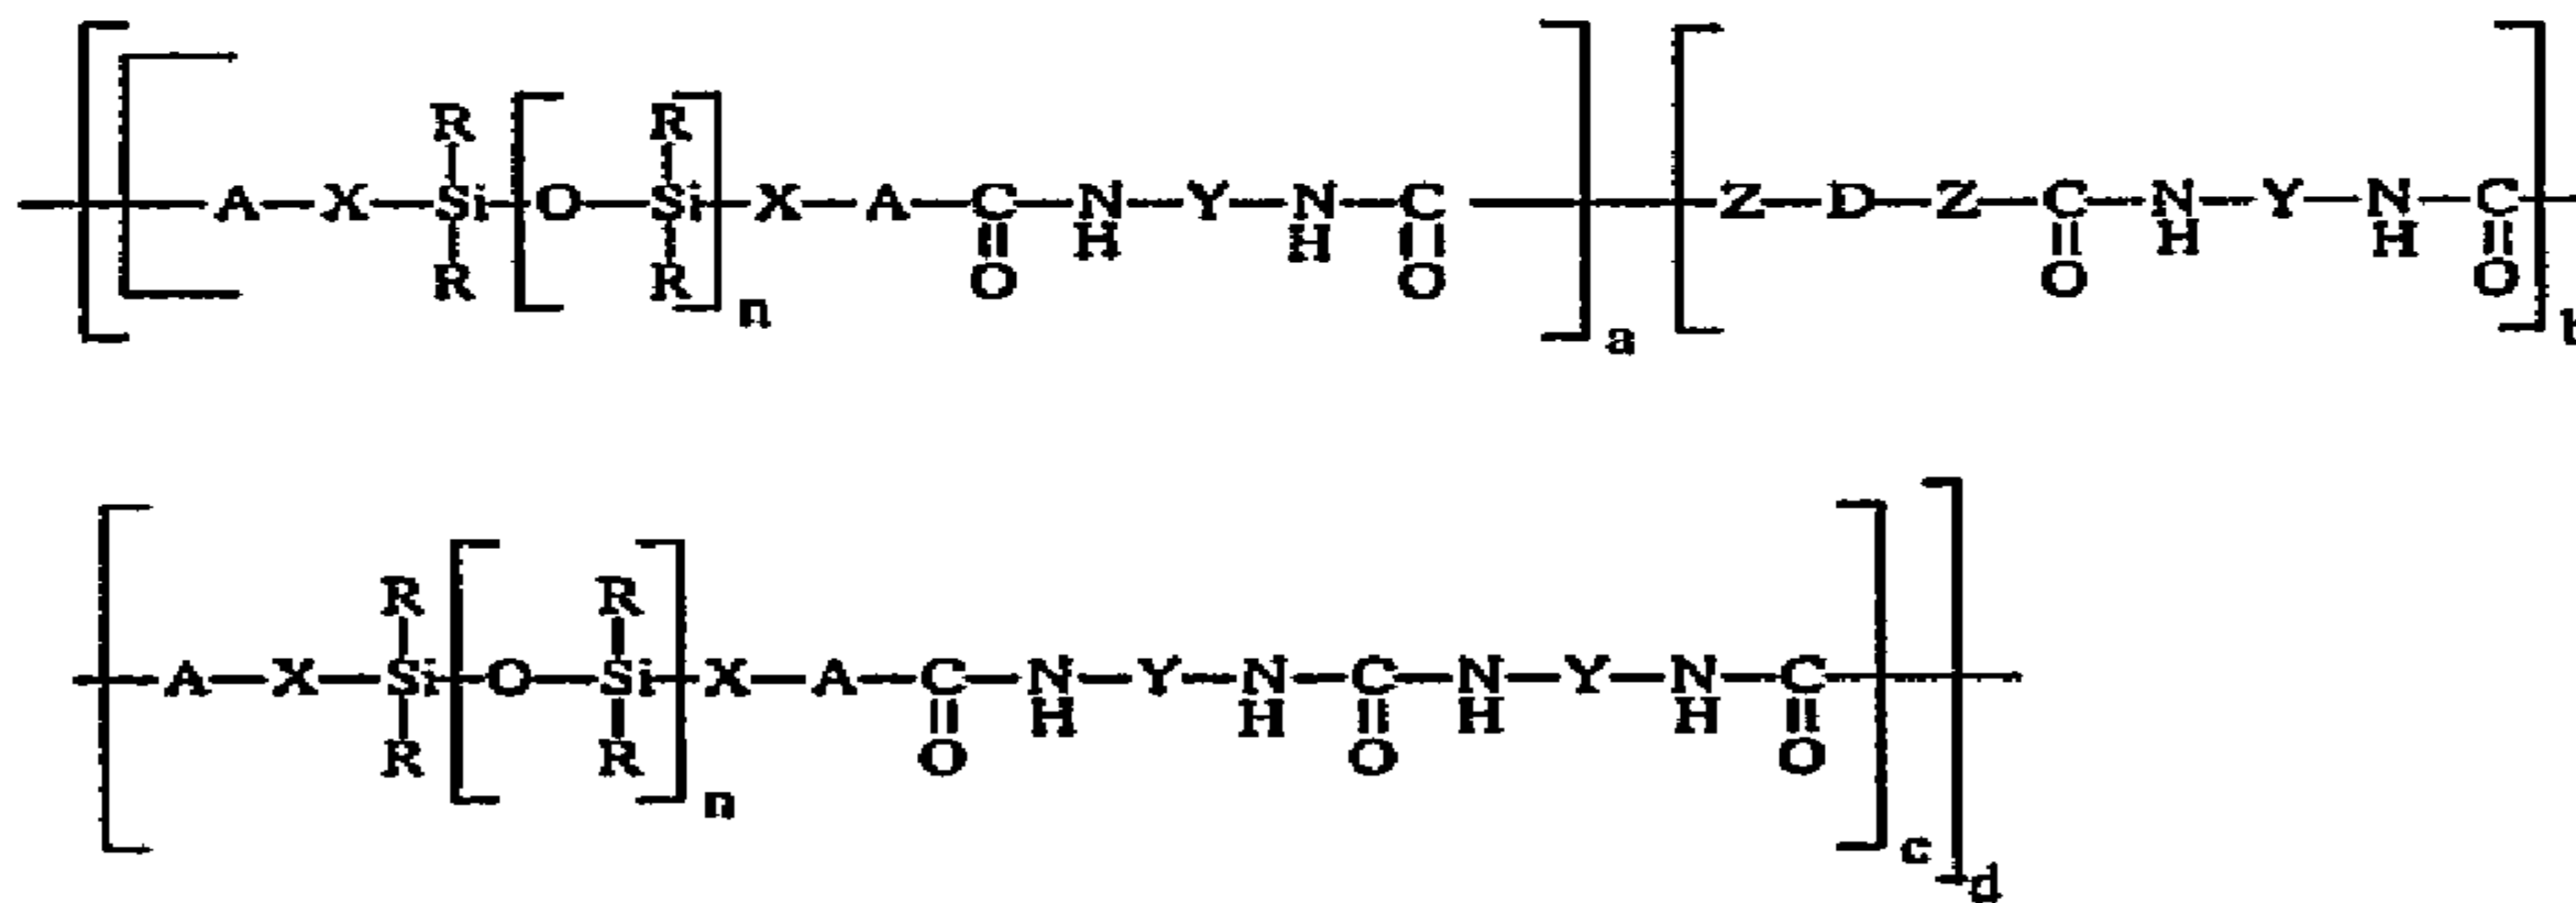 R R
A—X—Si—[O—Si]n—X—A—C—N—Y—N—C—]a—[Z—D—Z—C—N—Y—N—C—]b
R R O H H O O H H O
R R
[A—X—Si—[O—Si]n—X—A—C—N—Y—N—C—N—Y—N—C—]c]d
R R O H H O H H O